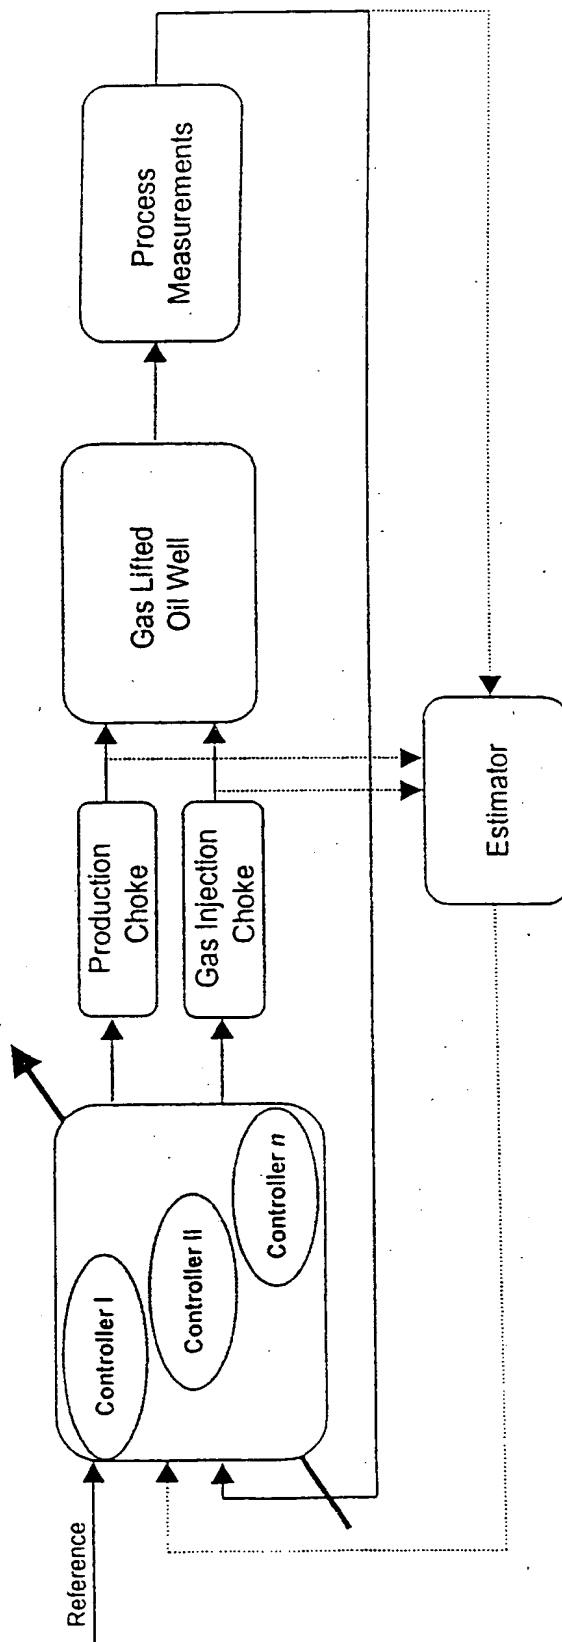 Reference
Controller I
Controller II
Controller n
Production
Choke
Gas Injection
Choke
Gas Lifted
Oil Well
Process
Measurements
Estimator